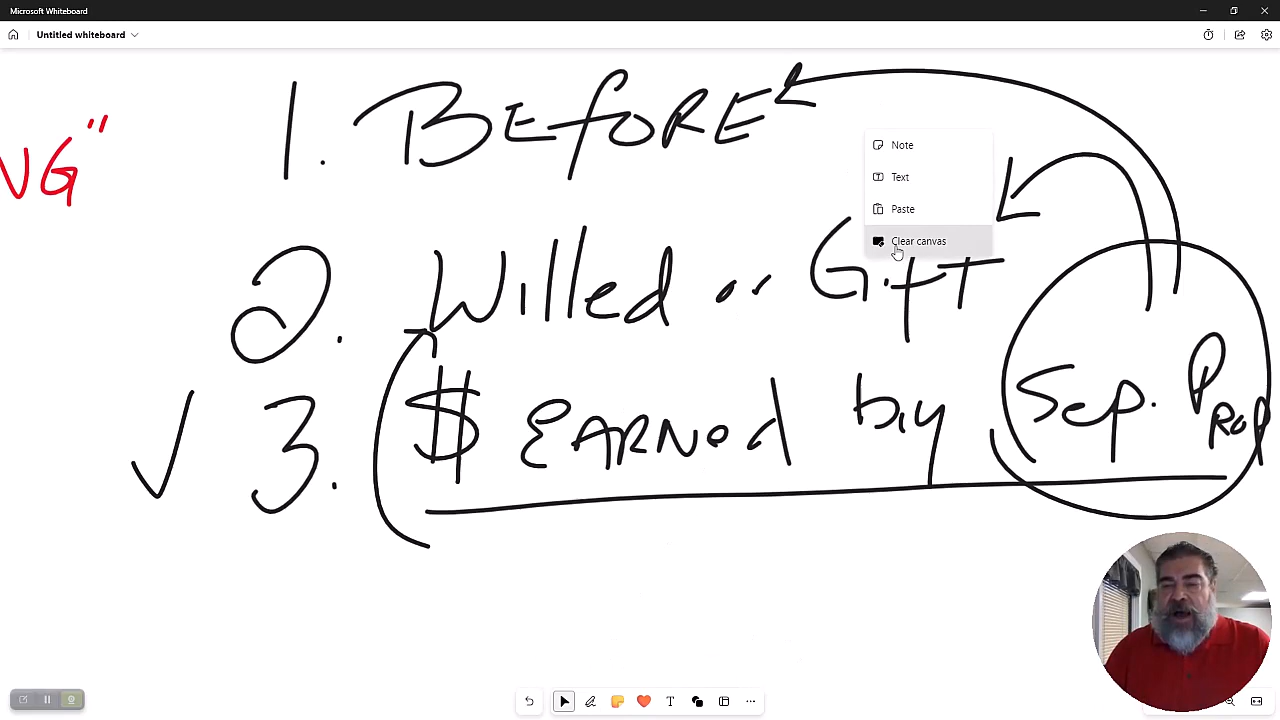 Microsoft Whiteboard
Untitled whiteboard
NG"
1. BEFORE
Note
Text
Paste
Clear canvas
2. Willed or Gift
✓ 3. $ EARNed by Sep. PRop